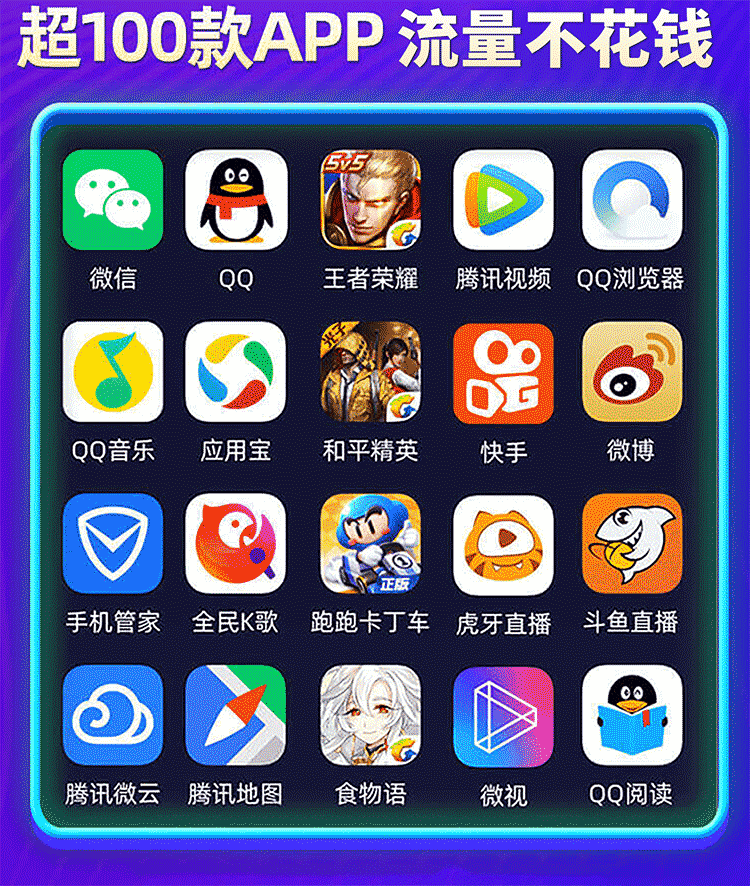 超100款APP 流量不花钱
5v5
微信 QQ 王者荣耀 腾讯视频 QQ浏览器
光子
QQ音乐 应用宝 和平精英 快手 微博
正版
手机管家 全民K歌 跑跑卡丁车 虎牙直播 斗鱼直播
腾讯微云 腾讯地图 食物语 微视 QQ阅读